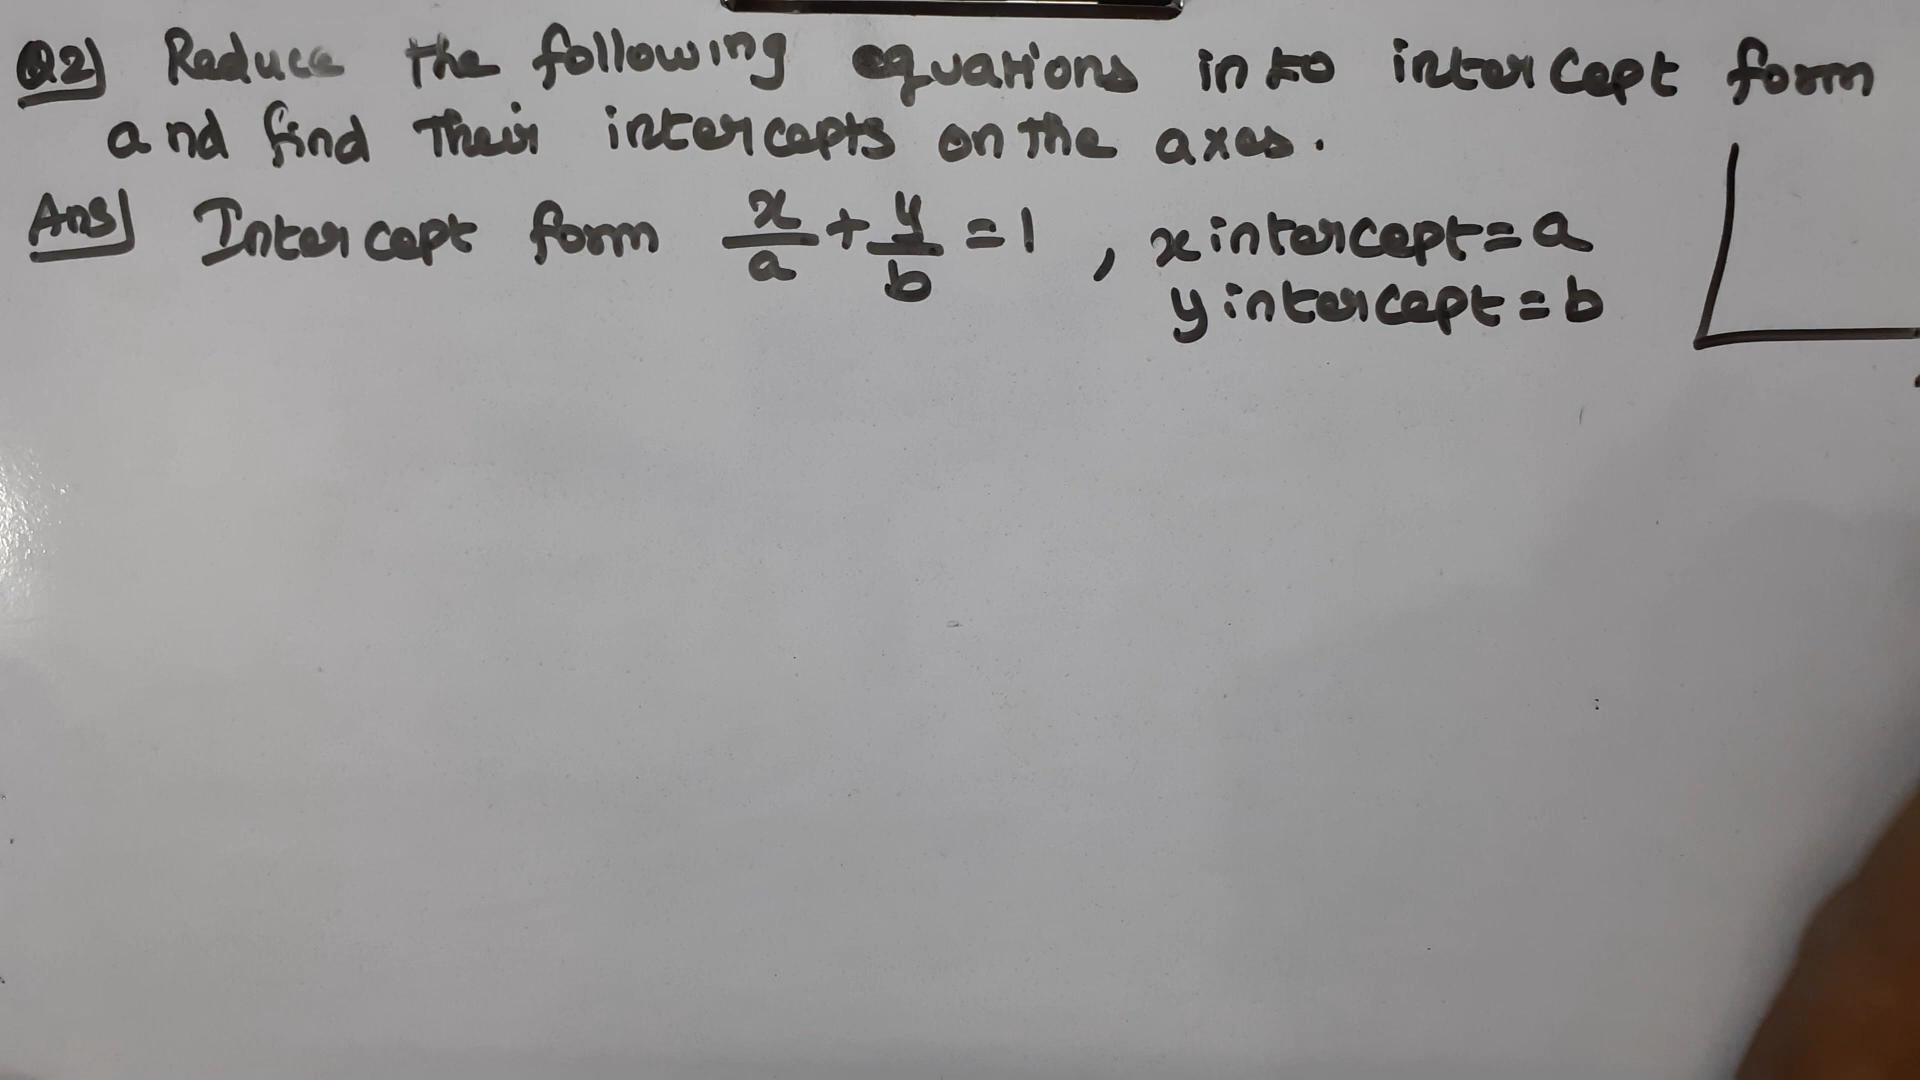 Q2) Reduce the following equations into intercept form
and find their intercepts on the axes.
Ans) Intercept form x/a + y/b = 1 , x intercept = a
y intercept = b